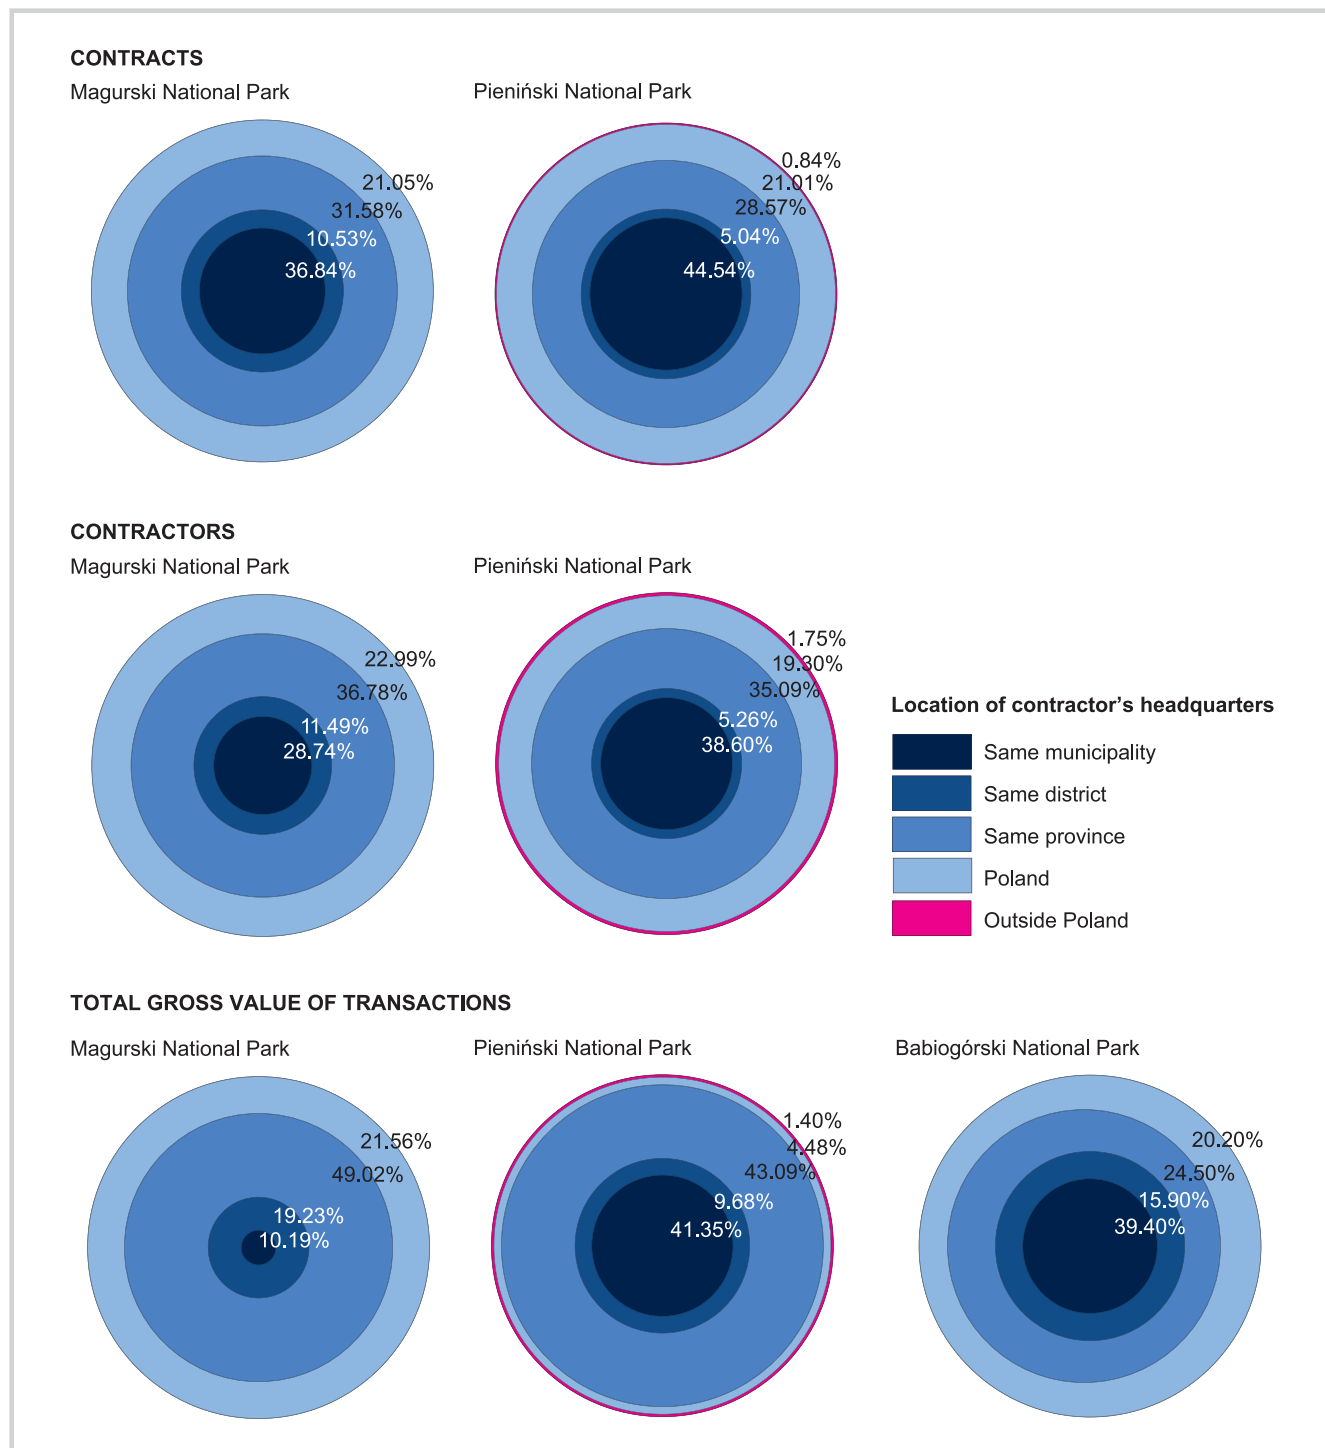 CONTRACTS
Magurski National Park
Pieniński National Park
21.05%
31.58%
10.53%
36.84%
0.84%
21.01%
28.57%
5.04%
44.54%
CONTRACTORS
Magurski National Park
Pieniński National Park
22.99%
36.78%
11.49%
28.74%
1.75%
19.30%
35.09%
5.26%
38.60%
Location of contractor's headquarters
Same municipality
Same district
Same province
Poland
Outside Poland
TOTAL GROSS VALUE OF TRANSACTIONS
Magurski National Park
Pieniński National Park
Babiogórski National Park
21.56%
49.02%
19.23%
10.19%
1.40%
4.48%
43.09%
9.68%
41.35%
20.20%
24.50%
15.90%
39.40%